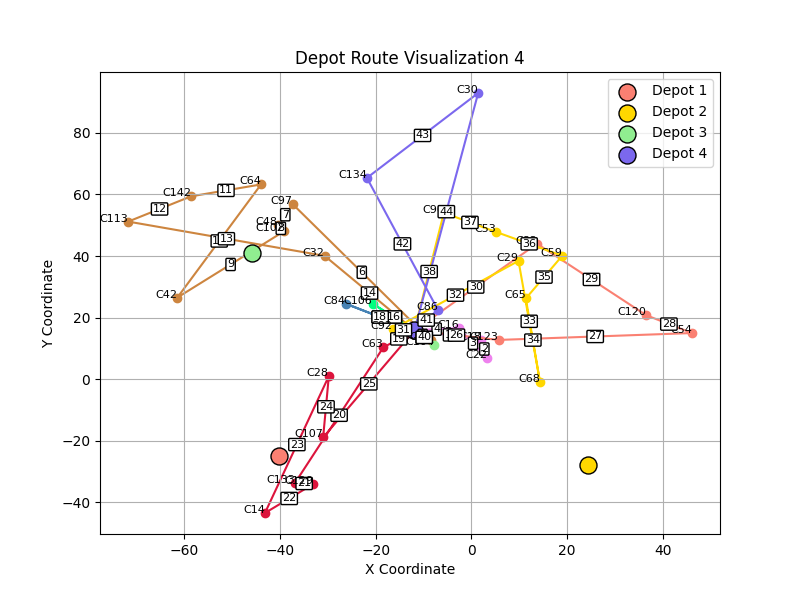 Depot Route Visualization 4
Depot 1
Depot 2
Depot 3
Depot 4
Y Coordinate
X Coordinate
80
60
40
20
0
−20
−40
−60
−40
−20
0
20
40
C30
43
C134
C64
C142
11
C97
12
C113
7
C48
44
37
C53
13
42
36
C59
C32
9
6
38
C29
35
29
30
C42
14
32
C65
C84
C106
C86
18
16
41
33
C120
28
C92
31
C16
26
C54
27
34
19
40
3
2
C63
C28
25
C68
24
20
C107
23
22
C14